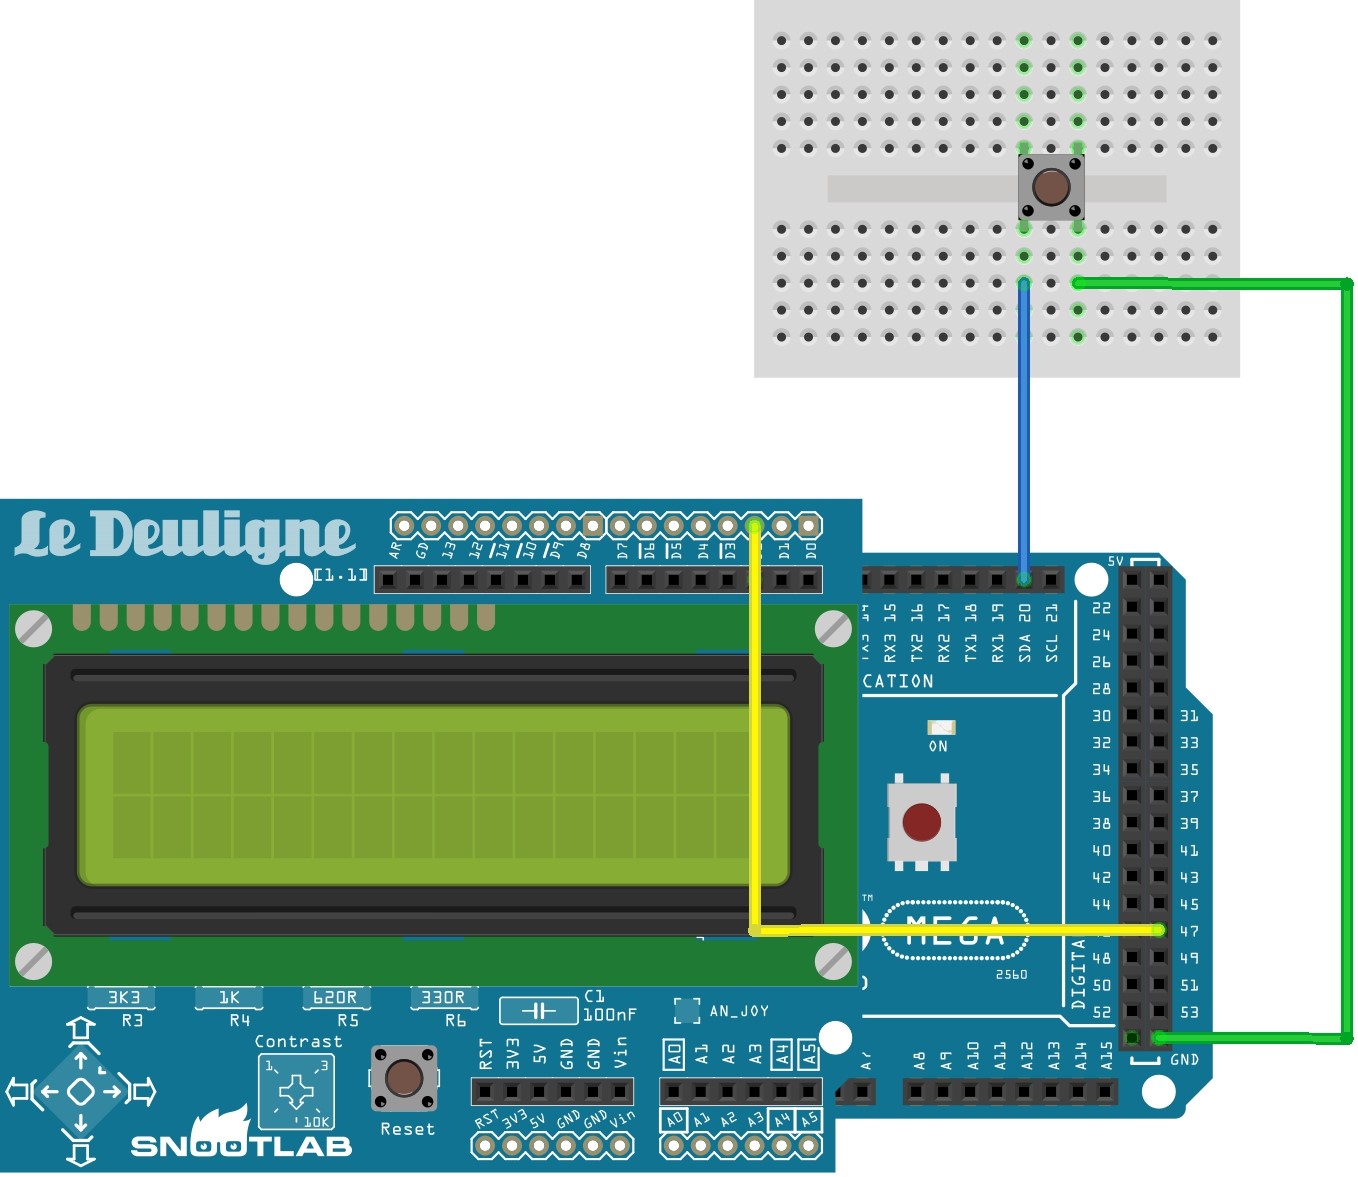 Le Deuligne
[1.1]
AR GD 13 12 11 10 D9 D8 D7 D6 D5 D4 D3 D1 D0
RX3 15
TX2 16
RX2 17
TX1 18
RX1 19
SDA 20
SCL 21
CATION
5V
22
24
26
28
30 31
32 33
34 35
36 37
38 39
40 41
42 43
44 45
47
48 49
50 51
52 53
GND
DIGITA
ON
TM
MEGA
2560
3K3 1K 620R 330R
R3 R4 R5 R6
C1
100nF
AN_JOY
Contrast
1 3
10K
Reset
SNOOTLAB
RST 3V3 5V GND GND Vin
A0 A1 A2 A3 A4 A5
A8 A9 A10 A11 A12 A13 A14 A15
RST 3V3 5V GND GND Vin
A0 A1 A2 A3 A4 A5